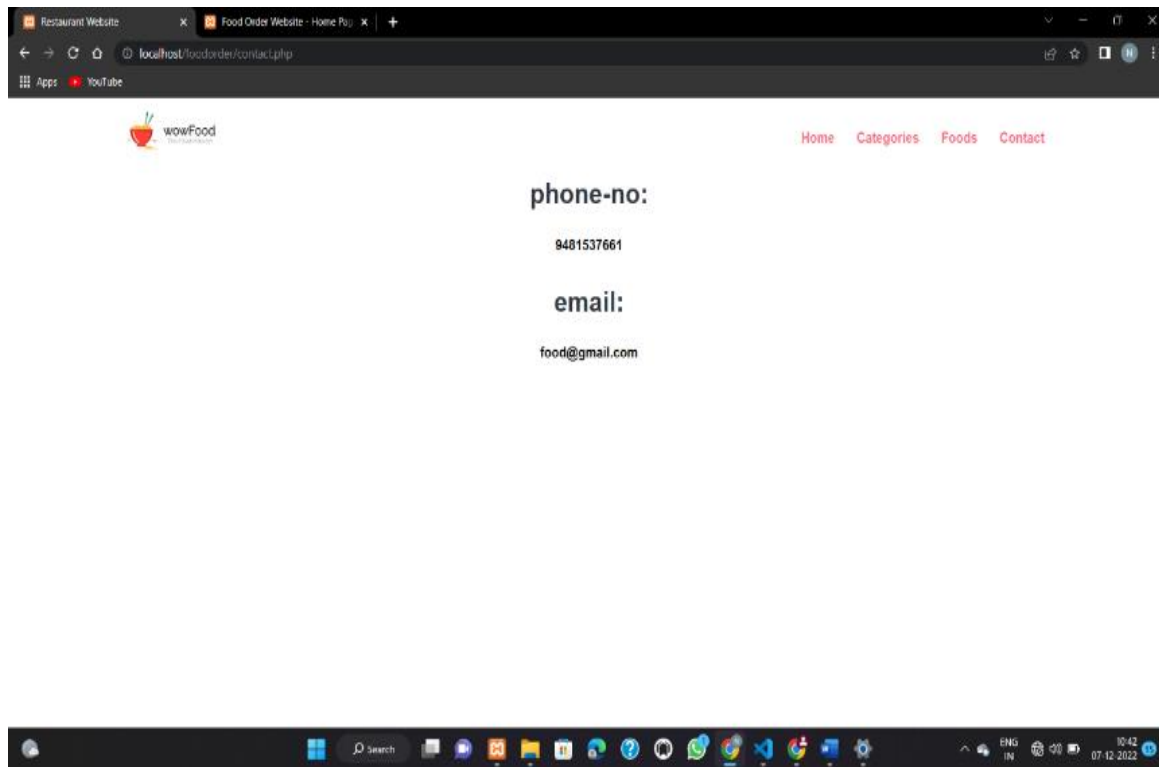 Restaurant Website
Food Order Website - Home Pag
localhost/foodorder/contact.php
Apps YouTube
wowFood
Home Categories Foods Contact
phone-no:
9481537661
email:
food@gmail.com
Search
ENG
IN
10:42
07-12-2022